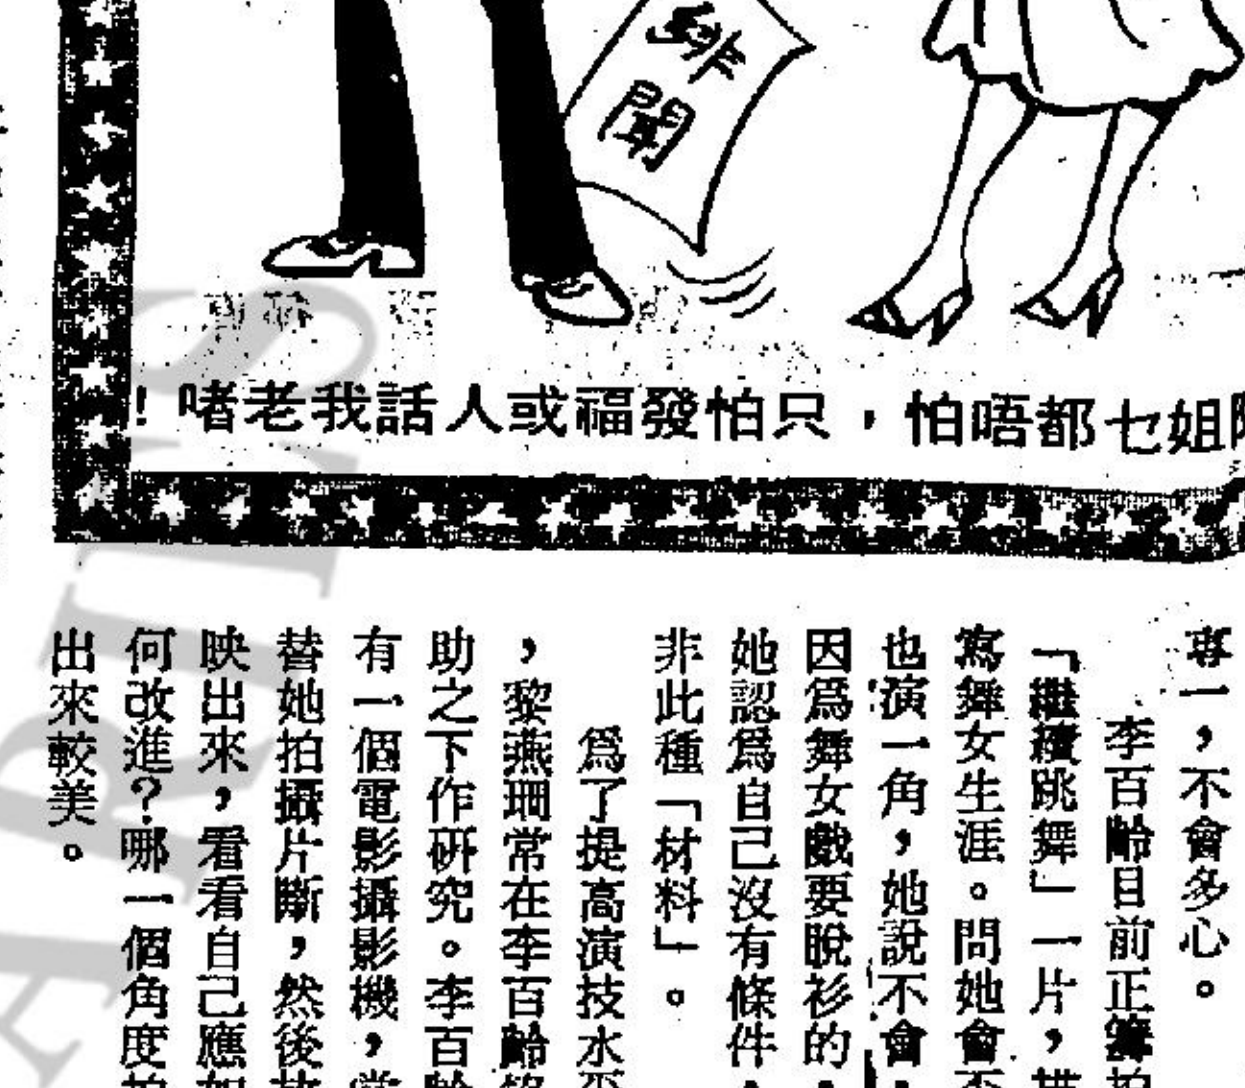 緋聞
姐乜都唔怕，只怕發福或人話我老啫！
專一，不會多心。
李百齡目前正籌拍
「繼續跳舞」一片，
寫舞女生涯。問她會否
也演一角，她說不會，
因爲舞女戲要脫衫的，
她認爲自己沒有條件，
非此種「材料」。
爲了提高演技水
，黎燕珊常在李百齡
助之下作研究。李百齡
有一個電影攝影機，常
替她拍攝片斷，然後放
映出來，看看自己應如
何改進？哪一個角度拍
出來較美。